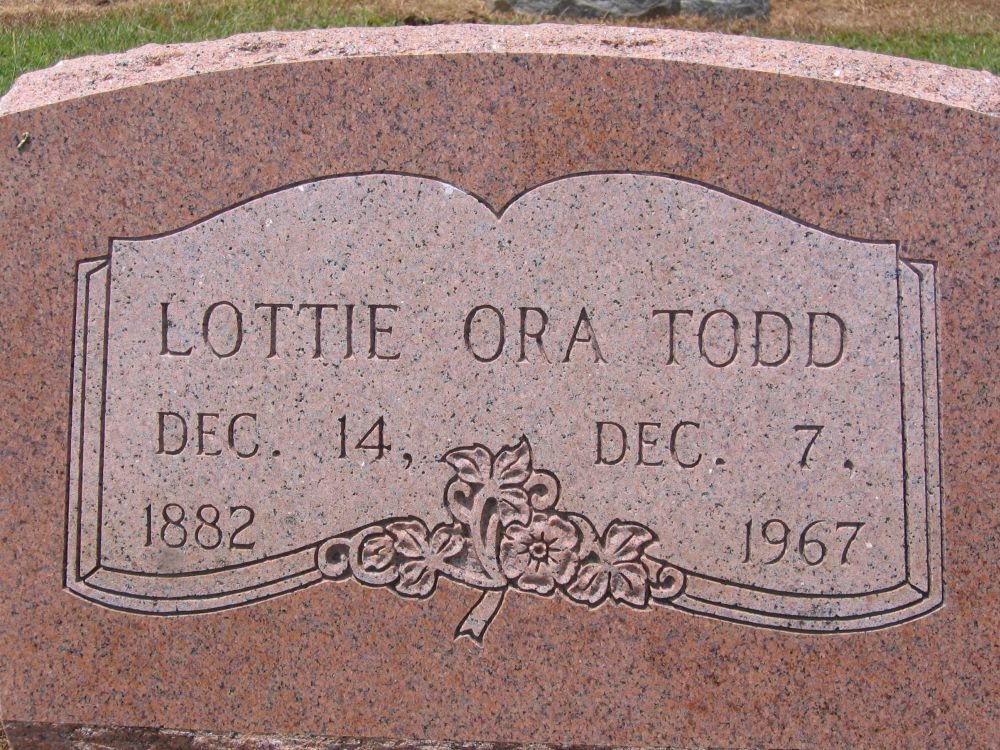 LOTTIE ORA TODD
DEC. 14, DEC. 7,
1882 1967